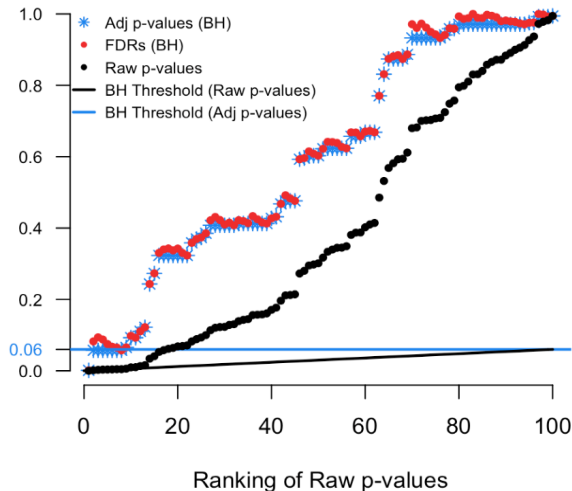 1.0
Adj p-values (BH)
FDRs (BH)
Raw p-values
0.8
BH Threshold (Raw p-values)
BH Threshold (Adj p-values)
0.6
0.4
0.2
0.06
0.0
0 20 40 60 80 100
Ranking of Raw p-values